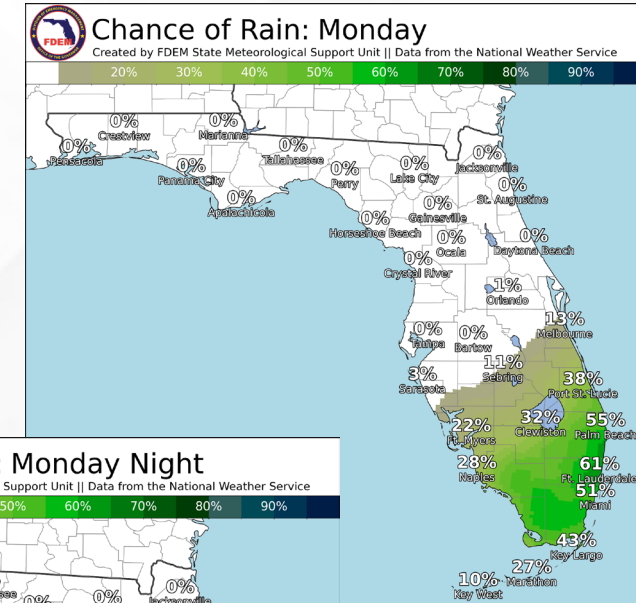 FDEM
Chance of Rain: Monday
Created by FDEM State Meteorological Support Unit || Data from the National Weather Service
20% 30% 40% 50% 60% 70% 80% 90%
0%
Crestview
0%
Marianna
0%
Pensacola
0%
Panama City
0%
Tallahassee
0%
Apalachicola
0%
Perry
0%
Lake City
0%
Jacksonville
0%
St. Augustine
0%
Gainesville
0%
Horseshoe Beach
0%
Ocala
0%
Daytona Beach
0%
Crystal River
1%
Orlando
13%
Melbourne
0%
Tampa
0%
Bartow
11%
Sebring
3%
Sarasota
38%
Port St. Lucie
22%
Ft. Myers
32%
Clewiston
55%
Palm Beach
28%
Naples
61%
Ft. Lauderdale
51%
Miami
43%
Key Largo
27%
Marathon
10%
Key West
: Monday Night
Support Unit || Data from the National Weather Service
50% 60% 70% 80% 90%
0%
Jacksonville
see
0%
0%